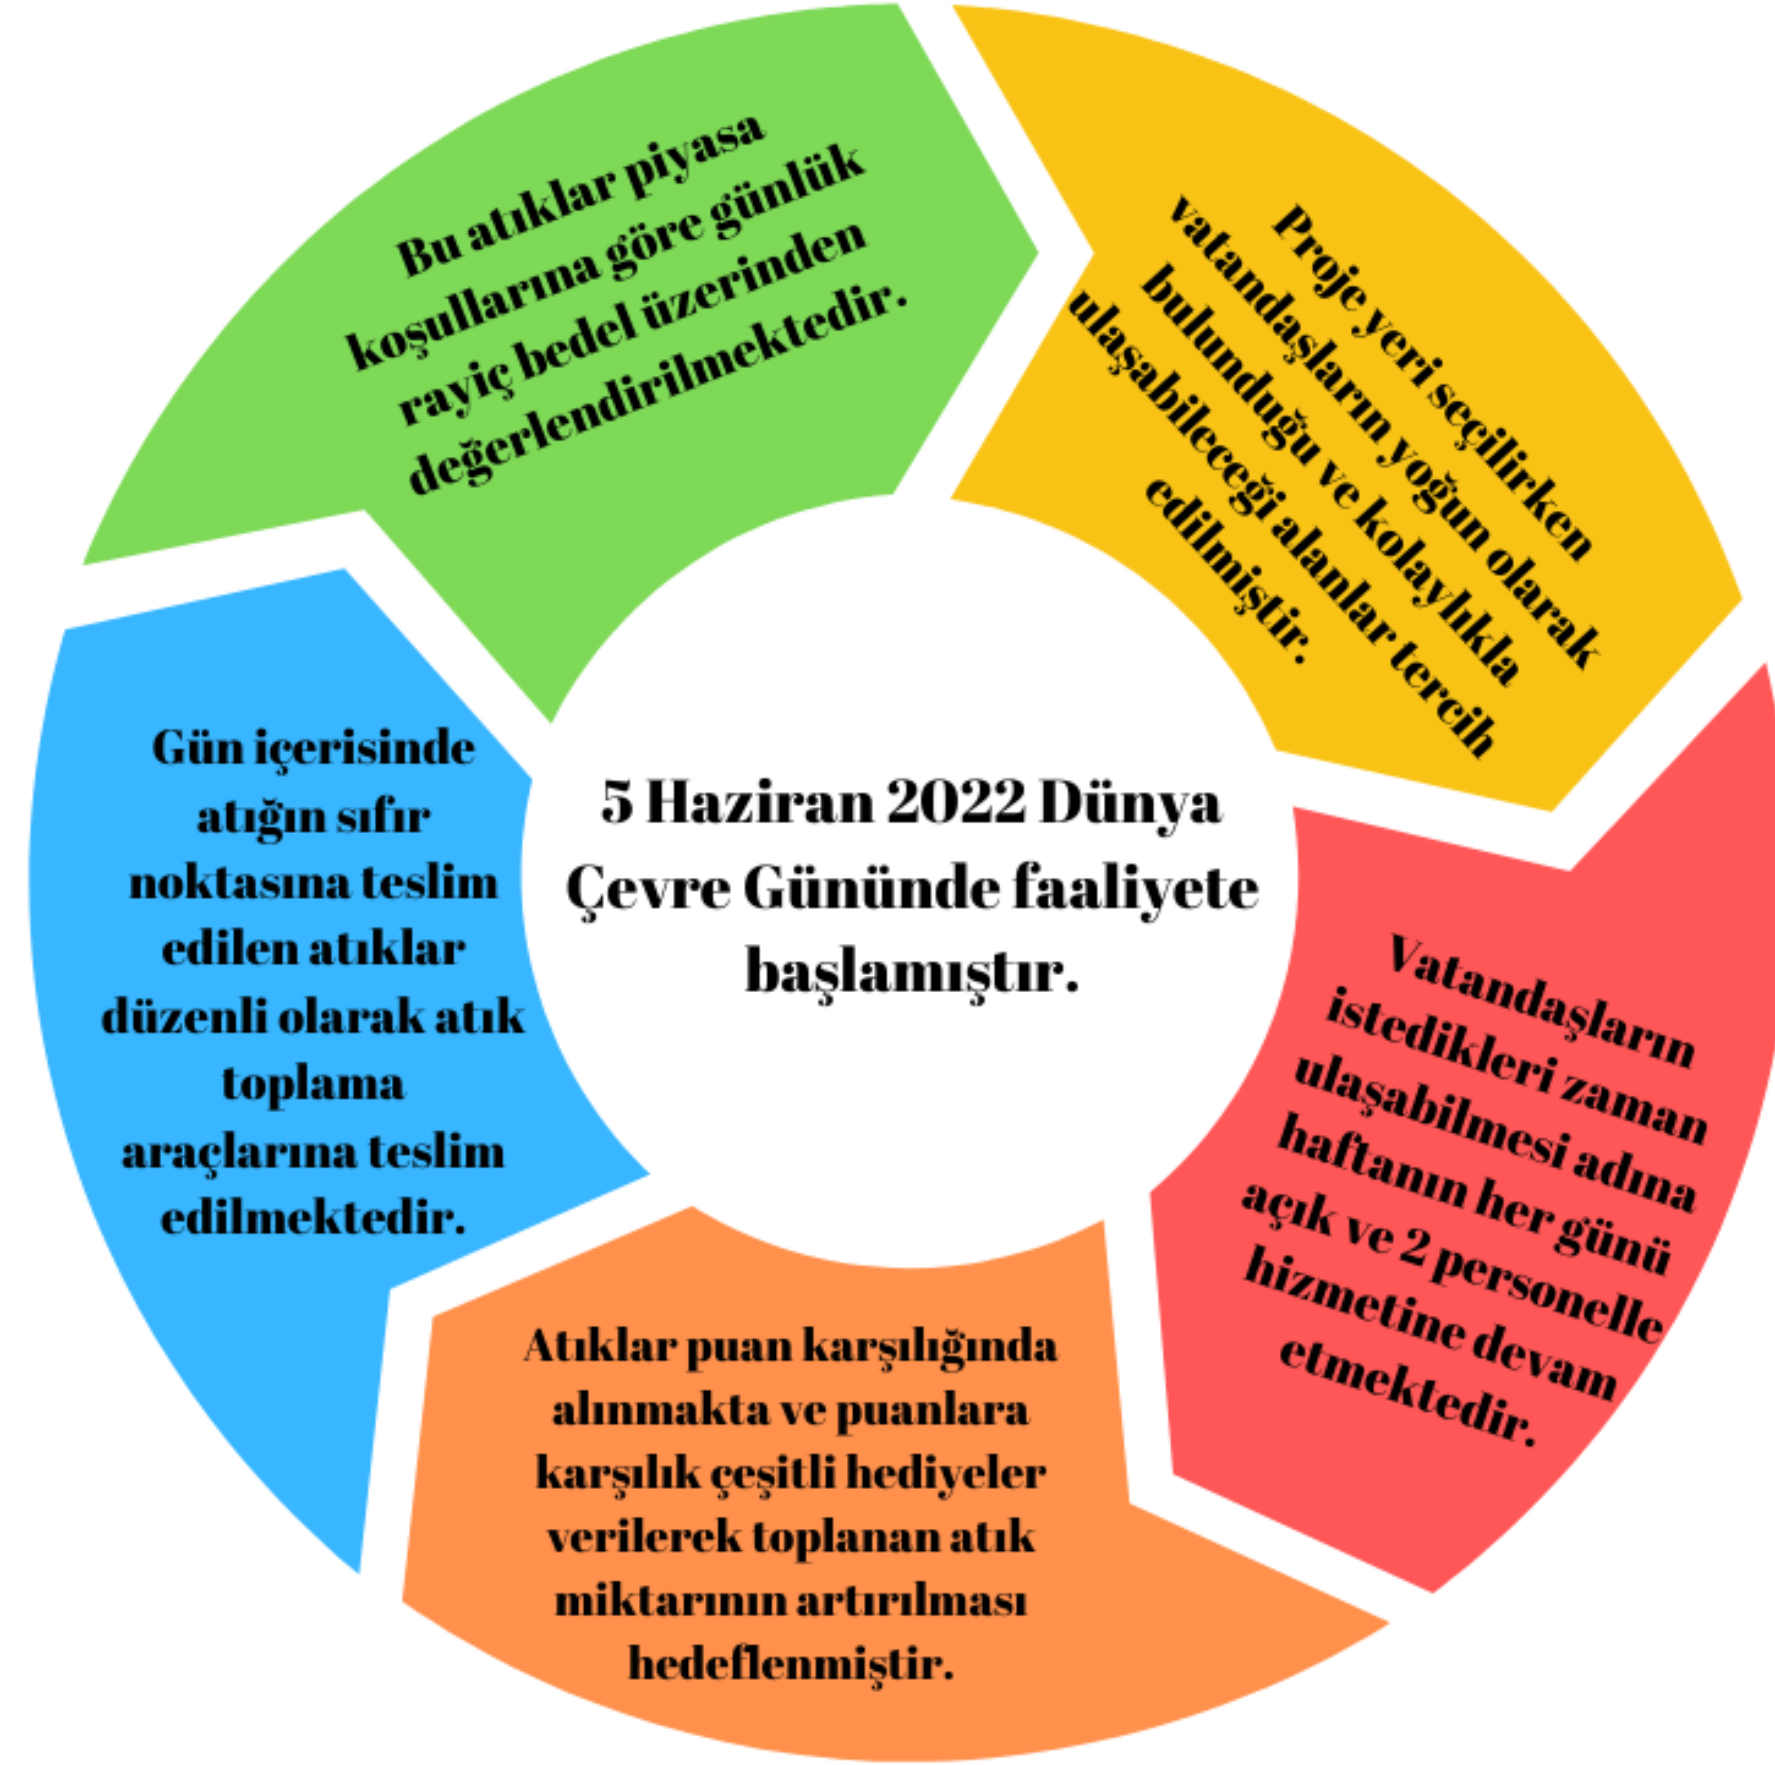 Bu atıklar piyasa
koşullarına göre günlük
rayiç bedel üzerinden
değerlendirilmektedir.
Proje yeri seçilirken
vatandaşların yoğun olarak
bulunduğu ve kolaylıkla
ulaşabileceği alanlar tercih
edilmiştir.
Vatandaşların
istedikleri zaman
ulaşabilmesi adına
haftanın her günü
açık ve 2 personelle
hizmetine devam
etmektedir.
Atıklar puan karşılığında
alınmakta ve puanlara
karşılık çeşitli hediyeler
verilerek toplanan atık
miktarının artırılması
hedeflenmiştir.
Gün içerisinde
atığın sıfır
noktasına teslim
edilen atıklar
düzenli olarak atık
toplama
araçlarına teslim
edilmektedir.
5 Haziran 2022 Dünya
Çevre Gününde faaliyete
başlamıştır.